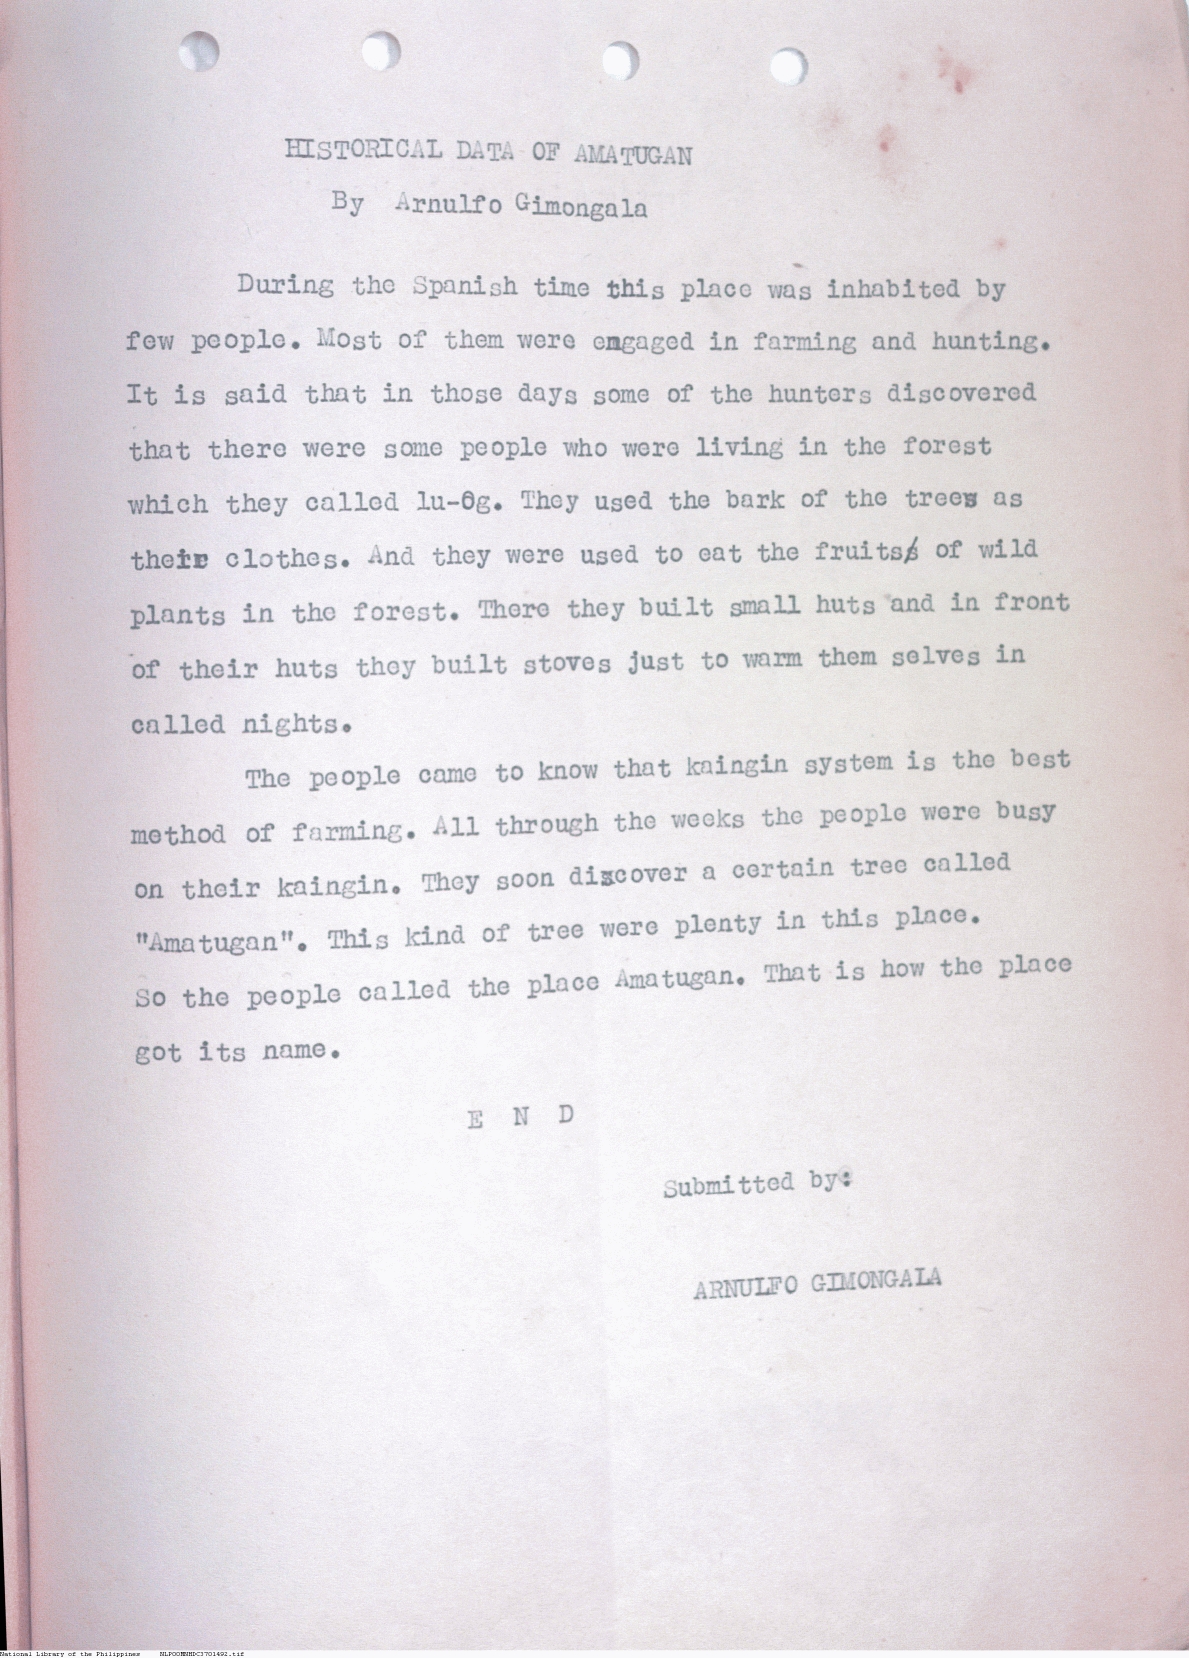 HISTORICAL DATA OF AMATUGAN
By Arnulfo Gimongala
During the Spanish time this place was inhabited by
few people. Most of them were engaged in farming and hunting.
It is said that in those days some of the hunters discovered
that there were some people who were living in the forest
which they called lu-og. They used the bark of the trees as
their clothes. And they were used to eat the fruits of wild
plants in the forest. There they built small huts and in front
of their huts they built stoves just to warm them selves in
called nights.
The people came to know that kaingin system is the best
method of farming. All through the weeks the people were busy
on their kaingin. They soon discover a certain tree called
"Amatugan". This kind of tree were plenty in this place.
So the people called the place Amatugan. That is how the place
got its name.
E N D
Submitted by:
ARNULFO GIMONGALA
National Library of the Philippines